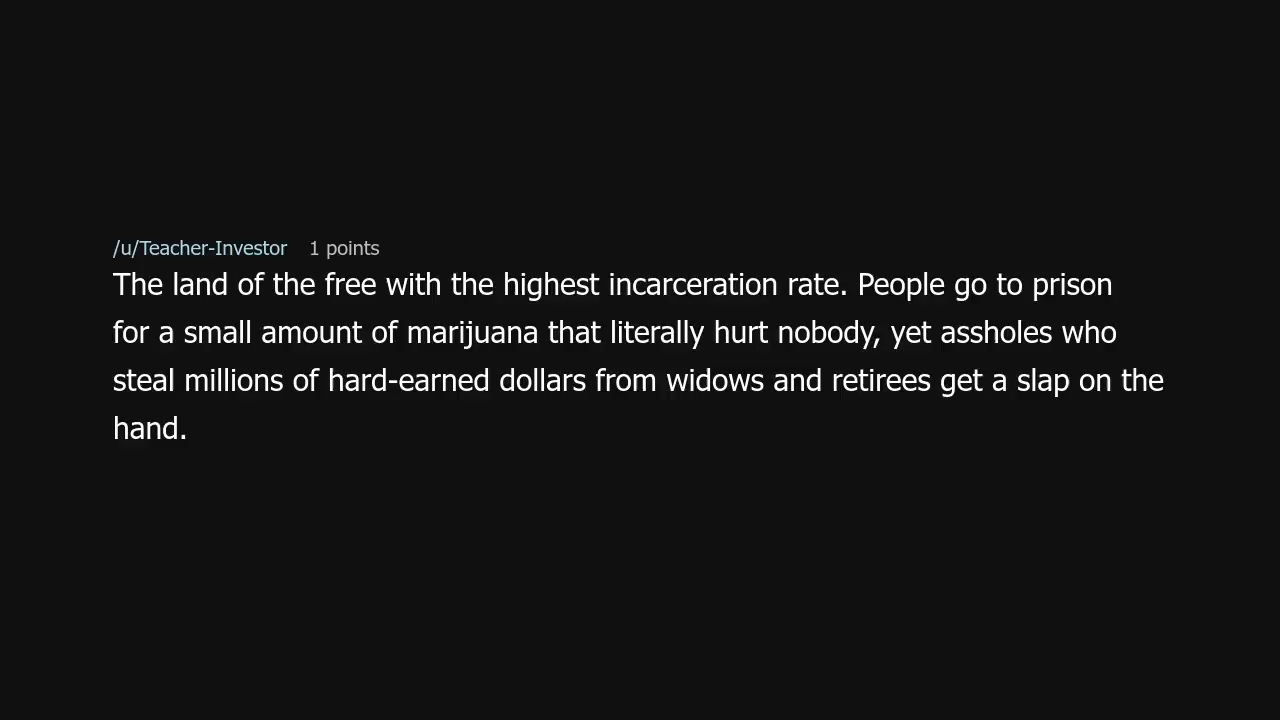 /u/Teacher-Investor 1 points
The land of the free with the highest incarceration rate. People go to prison
for a small amount of marijuana that literally hurt nobody, yet assholes who
steal millions of hard-earned dollars from widows and retirees get a slap on the
hand.